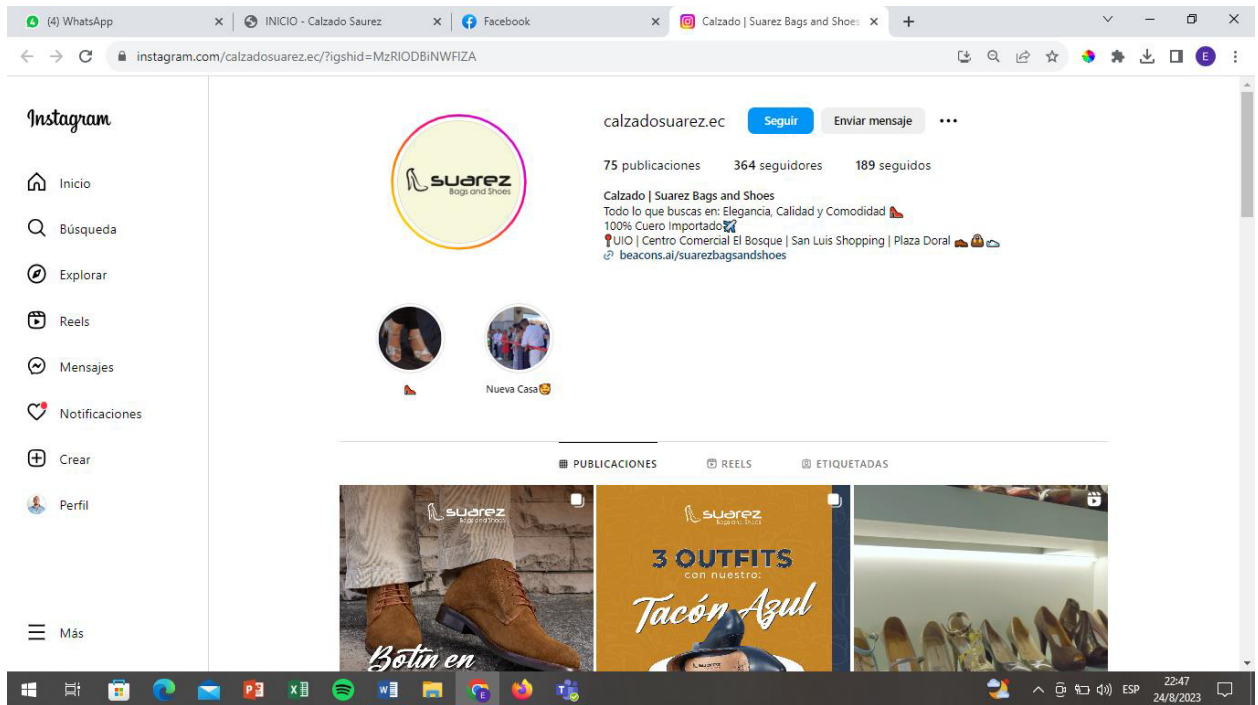 (4) WhatsApp
INICIO - Calzado Saurez
Facebook
Calzado | Suarez Bags and Shoes
instagram.com/calzadosuarez.ec/?igshid=MzRlODBiNWFlZA
E
Instagram
Inicio
Búsqueda
Explorar
Reels
Mensajes
Notificaciones
Crear
Perfil
Más
suarez
Bags and Shoes
calzadosuarez.ec
Seguir
Enviar mensaje
75 publicaciones 364 seguidores 189 seguidos
Calzado | Suarez Bags and Shoes
Todo lo que buscas en: Elegancia, Calidad y Comodidad 👠
100% Cuero Importado✈️
📍UIO | Centro Comercial El Bosque | San Luis Shopping | Plaza Doral 👞👜👟
beacons.ai/suarezbagsandshoes
👠
Nueva Casa🥰
PUBLICACIONES
REELS
ETIQUETADAS
suarez
Bags and Shoes
Botín en
suarez
Bags and Shoes
3 OUTFITS
con nuestro:
Tacón Azul
suarez
ESP
22:47
24/8/2023